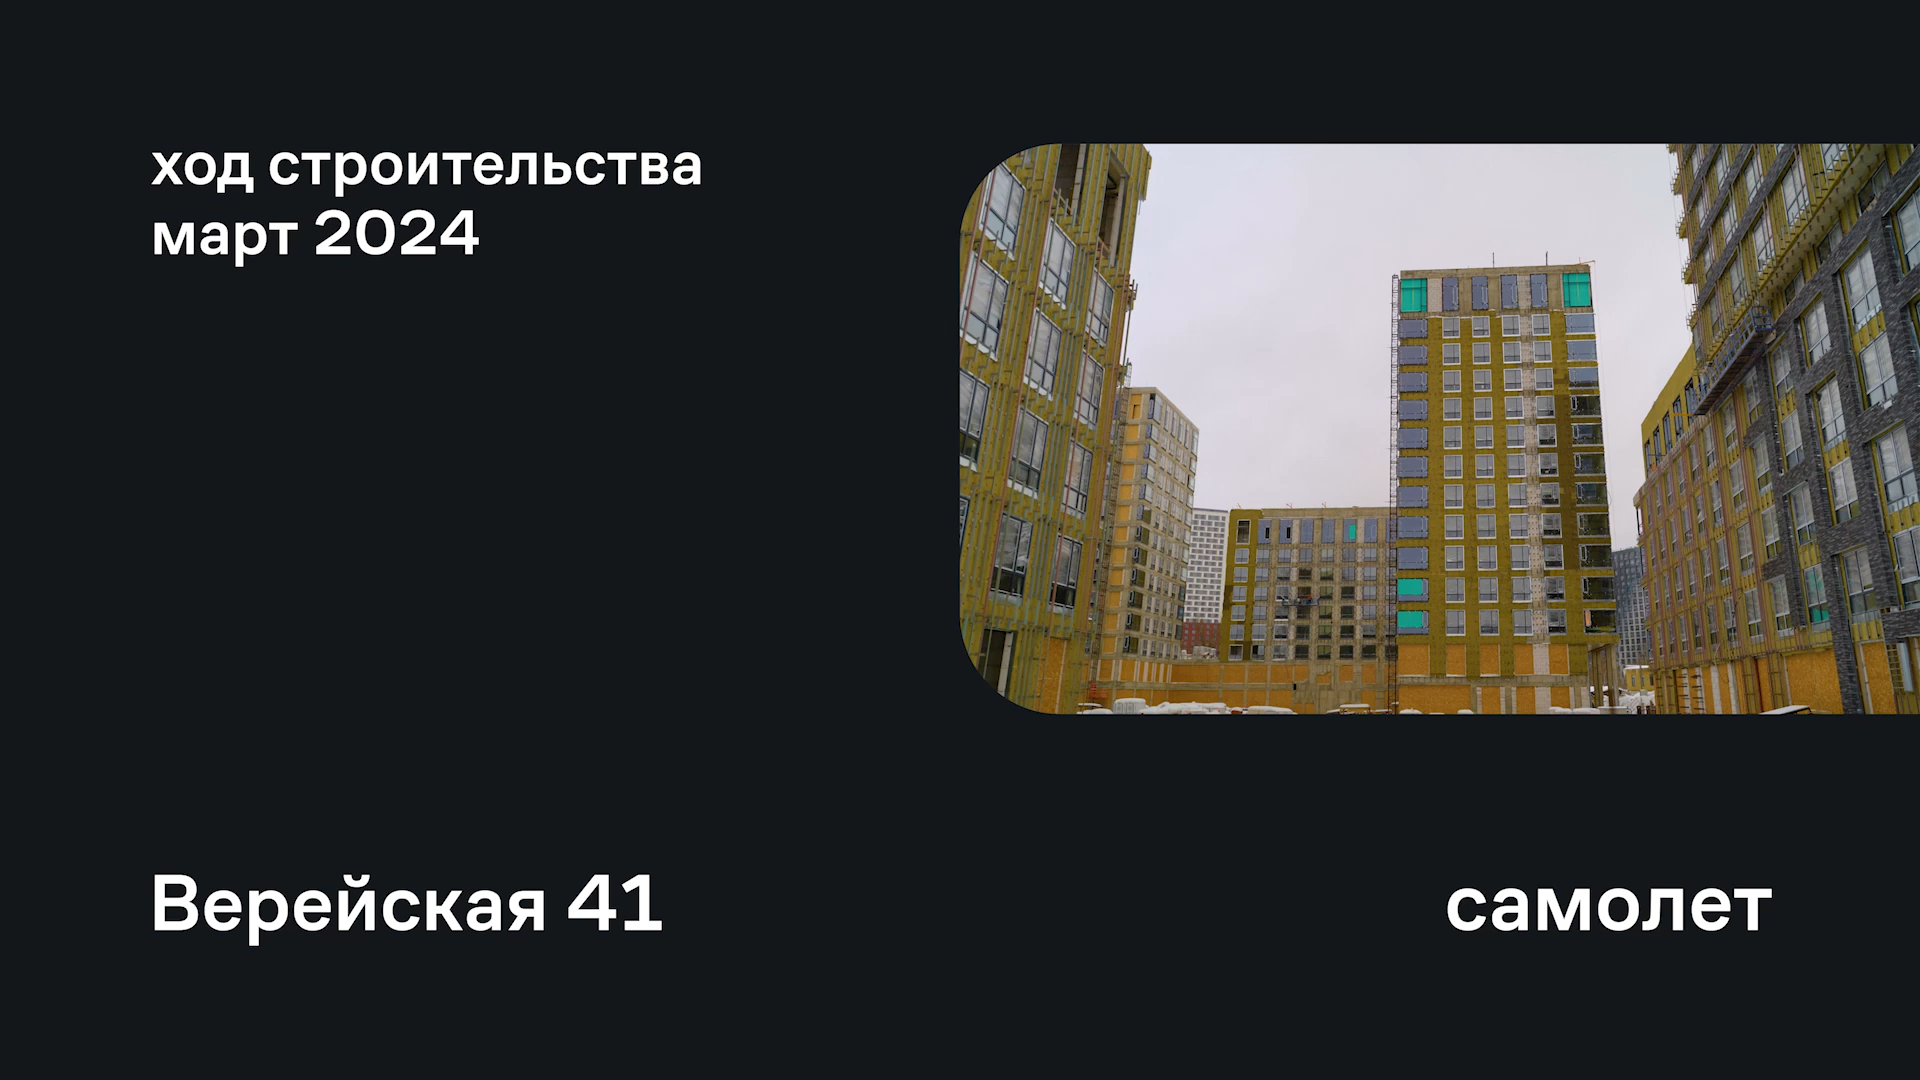 ход строительства
март 2024
Верейская 41
самолет